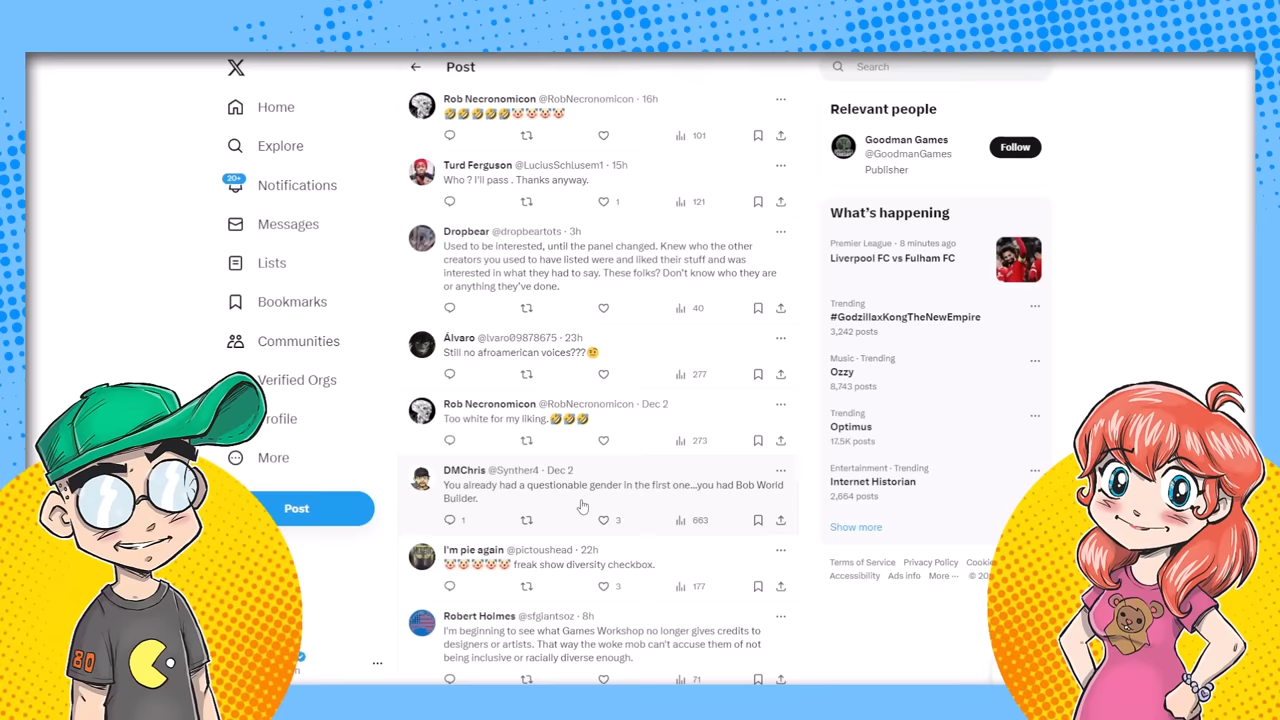 Post
Search
Home
Explore
20+
Notifications
Messages
Lists
Bookmarks
Communities
Verified Orgs
rofile
More
Post
Rob Necronomicon @RobNecronomicon · 16h
🤣🤣🤣🤣🤣🤡🤡🤡🤡
101
Turd Ferguson @LuciusSchlusem1 · 15h
Who ? I'll pass . Thanks anyway.
1 121
Dropbear @dropbeartots · 3h
Used to be interested, until the panel changed. Knew who the other
creators you used to have listed were and liked their stuff and was
interested in what they had to say. These folks? Don't know who they are
or anything they've done.
40
Álvaro @lvaro09878675 · 23h
Still no afroamerican voices???🤨
277
Rob Necronomicon @RobNecronomicon · Dec 2
Too white for my liking.🤣🤣🤣
273
DMChris @Synther4 · Dec 2
You already had a questionable gender in the first one...you had Bob World
Builder.
1 3 663
I'm pie again @pictoushead · 22h
🤡🤡🤡🤡🤡 freak show diversity checkbox.
3 177
Robert Holmes @sfgiantsoz · 8h
I'm beginning to see what Games Workshop no longer gives credits to
designers or artists. That way the woke mob can't accuse them of not
being inclusive or racially diverse enough.
71
Relevant people
Goodman Games
@GoodmanGames
Publisher
Follow
What's happening
Premier League · 8 minutes ago
Liverpool FC vs Fulham FC
Trending
#GodzillaxKongTheNewEmpire
3,242 posts
Music · Trending
Ozzy
8,743 posts
Trending
Optimus
17.5K posts
Entertainment · Trending
Internet Historian
2,664 posts
Show more
Terms of Service Privacy Policy Cookie
Accessibility Ads info More ··· © 20
80